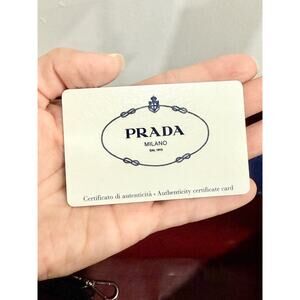 PRADA
MILANO
DAL 1913
Certificato di autenticità - Authenticity certificate card